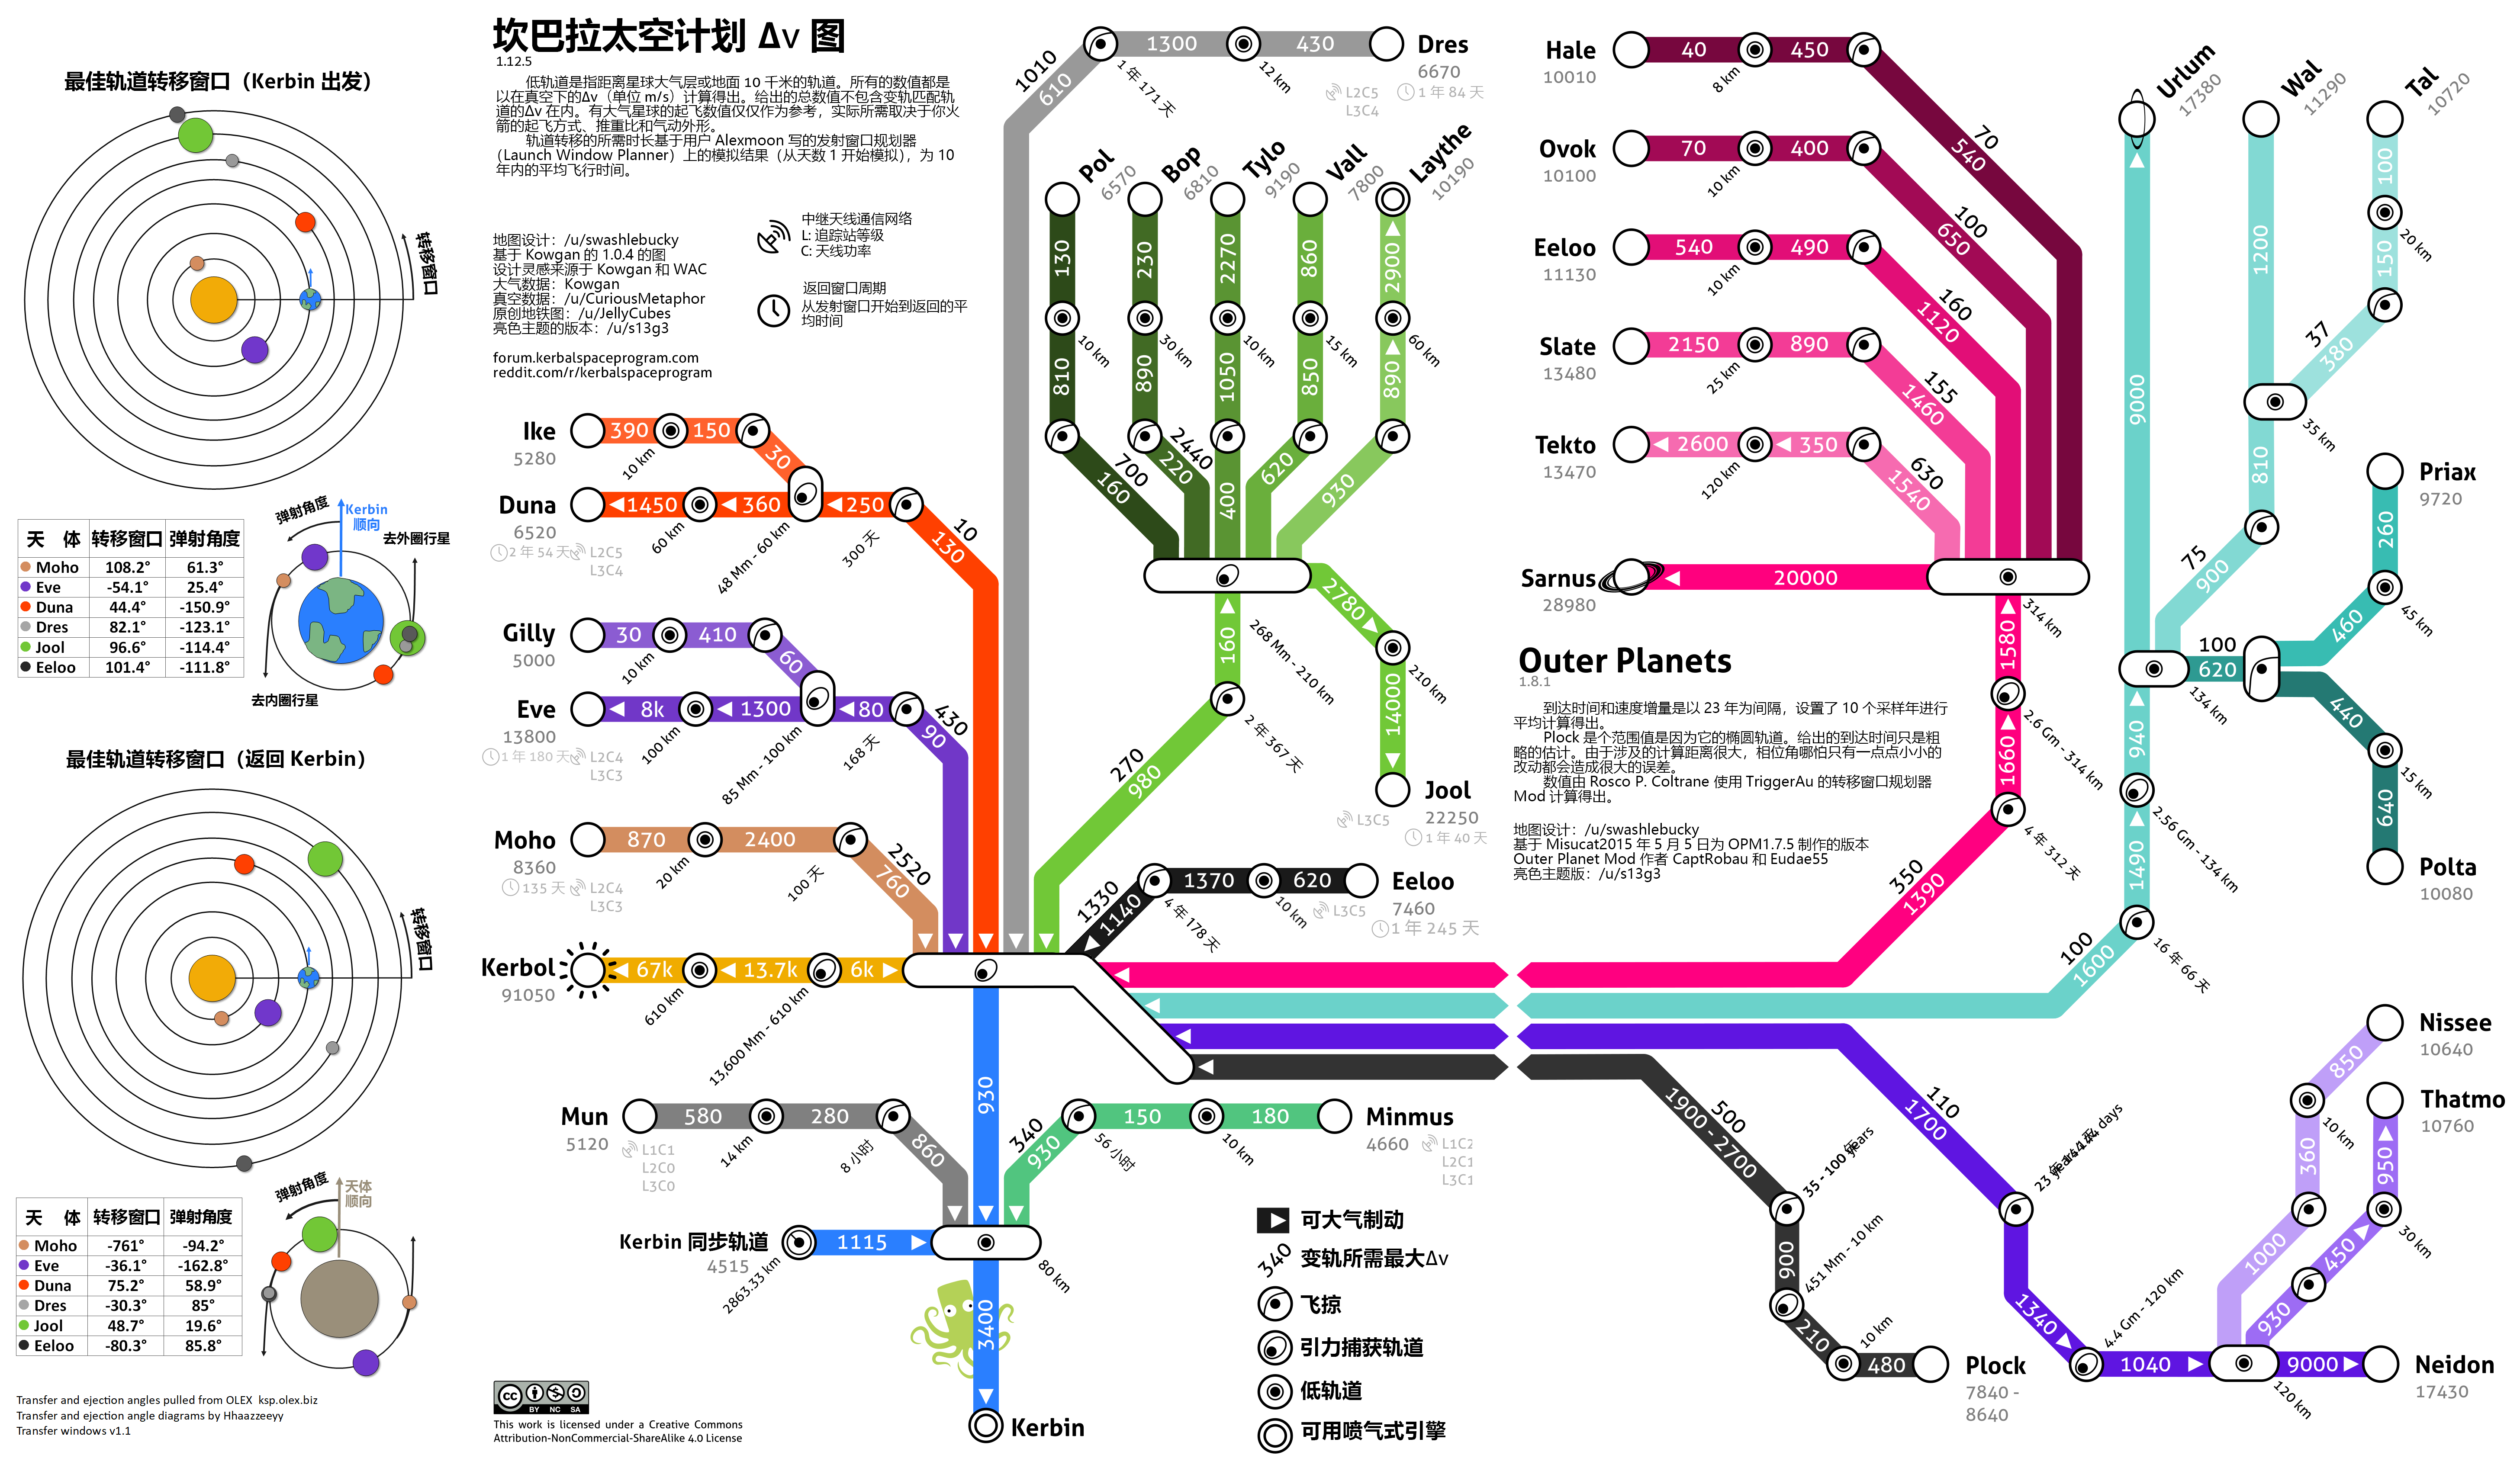 最佳轨道转移窗口（Kerbin 出发）
转移窗口
弹射角度
Kerbin
顺向
去外圈行星
去内圈行星
天 体 转移窗口 弹射角度
Moho 108.2° 61.3°
Eve -54.1° 25.4°
Duna 44.4° -150.9°
Dres 82.1° -123.1°
Jool 96.6° -114.4°
Eeloo 101.4° -111.8°
最佳轨道转移窗口（返回 Kerbin）
转移窗口
弹射角度
天体
顺向
天 体 转移窗口 弹射角度
Moho -761° -94.2°
Eve -36.1° -162.8°
Duna 75.2° 58.9°
Dres -30.3° 85°
Jool 48.7° 19.6°
Eeloo -80.3° 85.8°
Transfer and ejection angles pulled from OLEX ksp.olex.biz
Transfer and ejection angle diagrams by Hhaazzeeyy
Transfer windows v1.1
坎巴拉太空计划 Δv 图
1.12.5
低轨道是指距离星球大气层或地面 10 千米的轨道。所有的数值都是
以在真空下的Δv（单位 m/s）计算得出。给出的总数值不包含变轨匹配轨
道的Δv 在内。有大气星球的起飞数值仅仅作为参考，实际所需取决于你火
箭的起飞方式、推重比和气动外形。
轨道转移的所需时长基于用户 Alexmoon 写的发射窗口规划器
（Launch Window Planner）上的模拟结果（从天数 1 开始模拟），为 10
年内的平均飞行时间。
地图设计：/u/swashlebucky
基于 Kowgan 的 1.0.4 的图
设计灵感来源于 Kowgan 和 WAC
大气数据：Kowgan
真空数据：/u/CuriousMetaphor
原创地铁图：/u/JellyCubes
亮色主题的版本：/u/s13g3
forum.kerbalspaceprogram.com
reddit.com/r/kerbalspaceprogram
中继天线通信网络
L: 追踪站等级
C: 天线功率
返回窗口周期
从发射窗口开始到返回的平
均时间
1010
610
1300
430
1 年 171 天
12 km
Dres
6670
L2C5
L3C4
1 年 84 天
Pol
6570
130
10 km
810
700
160
Bop
6810
230
30 km
890
2440
220
Tylo
9190
2270
10 km
1050
400
Vall
7800
860
15 km
850
620
Laythe
10190
2900
60 km
890
930
2780
210 km
14000
Jool
22250
L3C5
1 年 40 天
160
268 Mm - 210 km
2 年 367 天
270
980
Ike
5280
390
150
10 km
30
Duna
6520
2 年 54 天
L2C5
L3C4
1450
360
250
60 km
48 Mm - 60 km
300 天
10
130
Gilly
5000
30
410
10 km
60
Eve
13800
1 年 180 天
L2C4
L3C3
8k
1300
80
100 km
85 Mm - 100 km
168 天
430
90
Moho
8360
135 天
L2C4
L3C3
870
2400
20 km
100 天
2520
760
1330
1140
1370
620
4 年 178 天
10 km
Eeloo
7460
L3C5
1 年 245 天
Kerbol
91050
67k
13.7k
6k
610 km
13,600 Mm - 610 km
930
Mun
5120
L1C1
L2C0
L3C0
580
280
14 km
8 小时
860
340
930
150
180
56 小时
10 km
Minmus
4660
L1C2
L2C1
L3C1
Kerbin 同步轨道
4515
2863.33 km
1115
80 km
3400
Kerbin
可大气制动
340
变轨所需最大Δv
飞掠
引力捕获轨道
低轨道
可用喷气式引擎
cc
BY NC SA
This work is licensed under a Creative Commons
Attribution-NonCommercial-ShareAlike 4.0 License
Hale
10010
40
450
8 km
70
540
Ovok
10100
70
400
10 km
100
650
Eeloo
11130
540
490
10 km
160
1120
Slate
13480
2150
890
25 km
155
1460
Tekto
13470
2600
350
120 km
630
1540
Sarnus
28980
20000
314 km
1580
2.6 Gm - 314 km
1660
4 年 312 天
350
1390
Outer Planets
1.8.1
到达时间和速度增量是以 23 年为间隔，设置了 10 个采样年进行
平均计算得出。
Plock 是个范围值是因为它的椭圆轨道。给出的到达时间只是粗
略的估计。由于涉及的计算距离很大，相位角哪怕只有一点点小小的
改动都会造成很大的误差。
数值由 Rosco P. Coltrane 使用 TriggerAu 的转移窗口规划器
Mod 计算得出。
地图设计：/u/swashlebucky
基于 Misucat2015 年 5 月 5 日为 OPM1.7.5 制作的版本
Outer Planet Mod 作者 CaptRobau 和 Eudae55
亮色主题版：/u/s13g3
Urlum
17380
9000
Wal
11290
1200
810
75
900
Tal
10720
100
20 km
150
37
380
35 km
Priax
9720
260
45 km
460
100
620
134 km
440
15 km
640
Polta
10080
940
2.56 Gm - 134 km
1490
16 年 66 天
100
1600
500
1900 - 2700
35 - 100
900
451 Mm - 10 km
210
10 km
480
Plock
7840 -
8640
110
1700
23
1340
4.4 Gm - 120 km
1040
120 km
9000
Neidon
17430
Nissee
10640
850
10 km
360
1000
Thatmo
10760
950
30 km
450
930